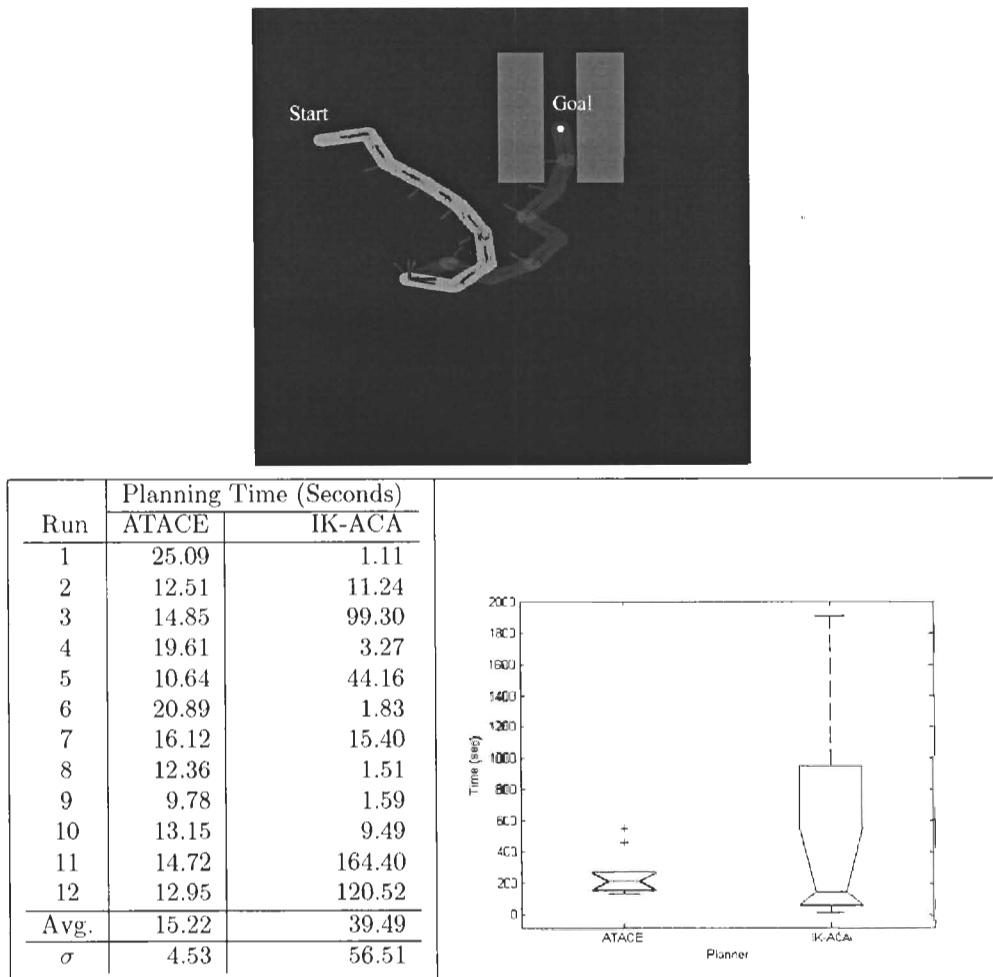 Start
Goal
Planning Time (Seconds)
Run ATACE IK-ACA
1 25.09 1.11
2 12.51 11.24
3 14.85 99.30
4 19.61 3.27
5 10.64 44.16
6 20.89 1.83
7 16.12 15.40
8 12.36 1.51
9 9.78 1.59
10 13.15 9.49
11 14.72 164.40
12 12.95 120.52
Avg. 15.22 39.49
σ 4.53 56.51
2000
1800
1600
1400
1200
1000
800
600
400
200
0
Time (sec)
ATACE IK-ACA
Planner